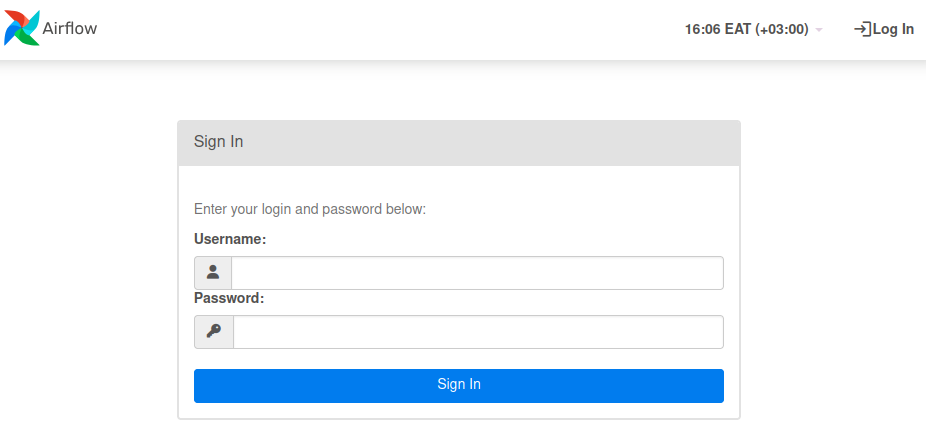 Airflow 16:06 EAT (+03:00) Log In
Sign In
Enter your login and password below:
Username:
Password:
Sign In